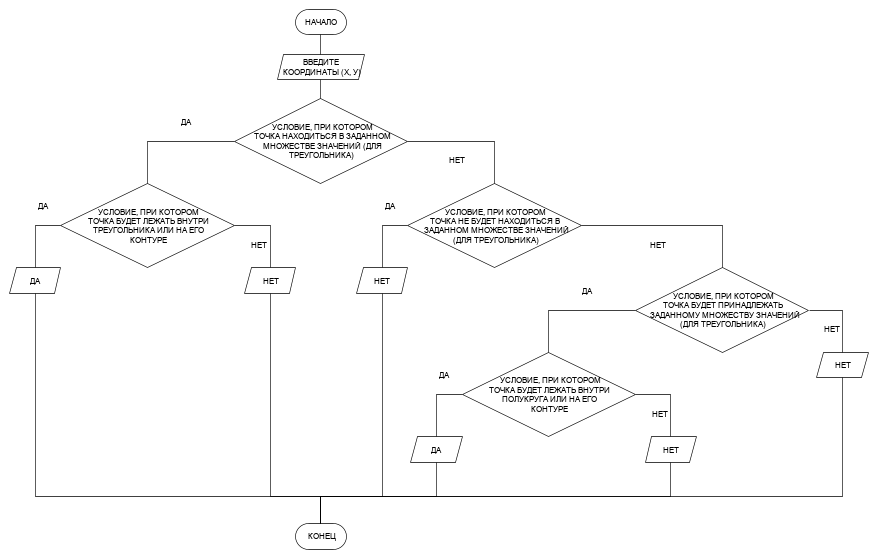 НАЧАЛО
ВВЕДИТЕ
КООРДИНАТЫ (X, У)
ДА
УСЛОВИЕ, ПРИ КОТОРОМ
ТОЧКА НАХОДИТЬСЯ В ЗАДАННОМ
МНОЖЕСТВЕ ЗНАЧЕНИЙ (ДЛЯ
ТРЕУГОЛЬНИКА)
НЕТ
ДА
УСЛОВИЕ, ПРИ КОТОРОМ
ТОЧКА БУДЕТ ЛЕЖАТЬ ВНУТРИ
ТРЕУГОЛЬНИКА ИЛИ НА ЕГО
КОНТУРЕ
НЕТ
ДА
НЕТ
ДА
УСЛОВИЕ, ПРИ КОТОРОМ
ТОЧКА НЕ БУДЕТ НАХОДИТЬСЯ В
ЗАДАННОМ МНОЖЕСТВЕ ЗНАЧЕНИЙ
(ДЛЯ ТРЕУГОЛЬНИКА)
НЕТ
НЕТ
ДА
УСЛОВИЕ, ПРИ КОТОРОМ
ТОЧКА БУДЕТ ПРИНАДЛЕЖАТЬ
ЗАДАННОМУ МНОЖЕСТВУ ЗНАЧЕНИЙ
(ДЛЯ ТРЕУГОЛЬНИКА)
НЕТ
НЕТ
ДА
УСЛОВИЕ, ПРИ КОТОРОМ
ТОЧКА БУДЕТ ЛЕЖАТЬ ВНУТРИ
ПОЛУКРУГА ИЛИ НА ЕГО
КОНТУРЕ
НЕТ
ДА
НЕТ
КОНЕЦ